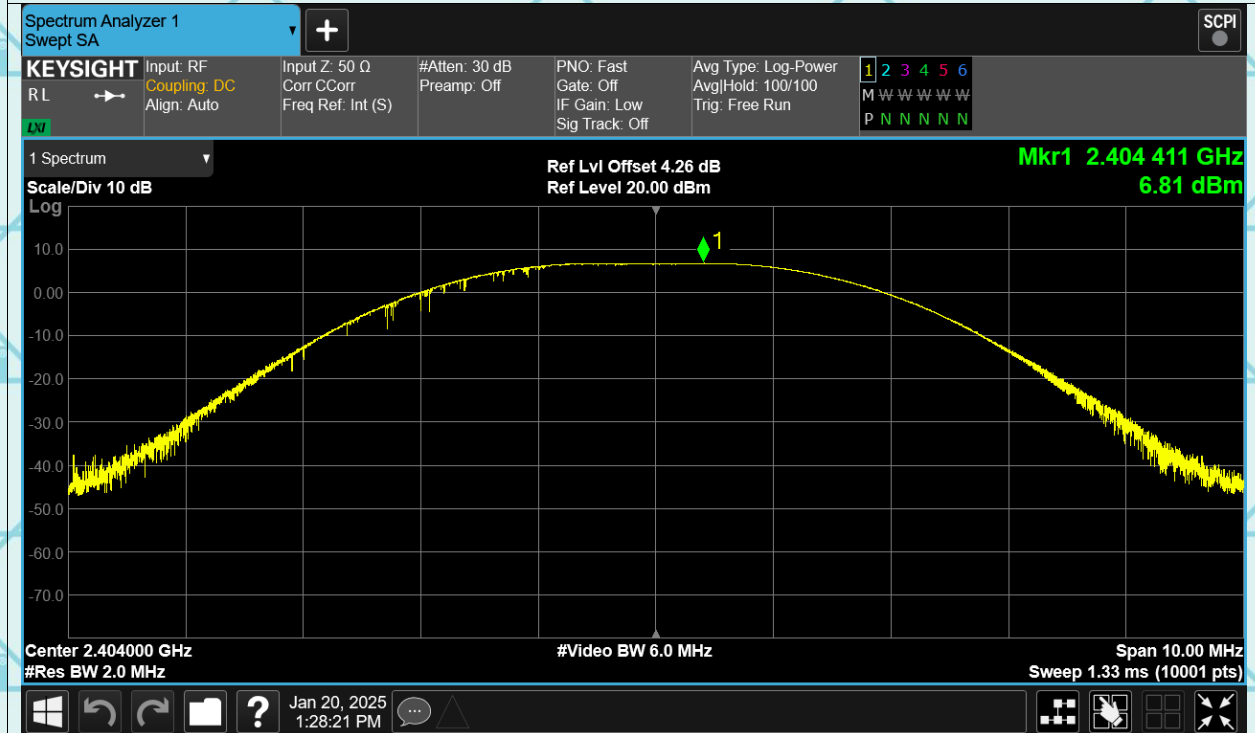 Spectrum Analyzer 1
Swept SA
SCPI
KEYSIGHT
R L
LXI
Input: RF
Coupling: DC
Align: Auto
Input Z: 50 Ω
Corr CCorr
Freq Ref: Int (S)
#Atten: 30 dB
Preamp: Off
PNO: Fast
Gate: Off
IF Gain: Low
Sig Track: Off
Avg Type: Log-Power
Avg|Hold: 100/100
Trig: Free Run
1 2 3 4 5 6
M W W W W W
P N N N N N
1 Spectrum
Scale/Div 10 dB
Log
Ref Lvl Offset 4.26 dB
Ref Level 20.00 dBm
Mkr1 2.404 411 GHz
6.81 dBm
1
10.0
0.00
-10.0
-20.0
-30.0
-40.0
-50.0
-60.0
-70.0
Center 2.404000 GHz
#Res BW 2.0 MHz
#Video BW 6.0 MHz
Span 10.00 MHz
Sweep 1.33 ms (10001 pts)
?
Jan 20, 2025
1:28:21 PM